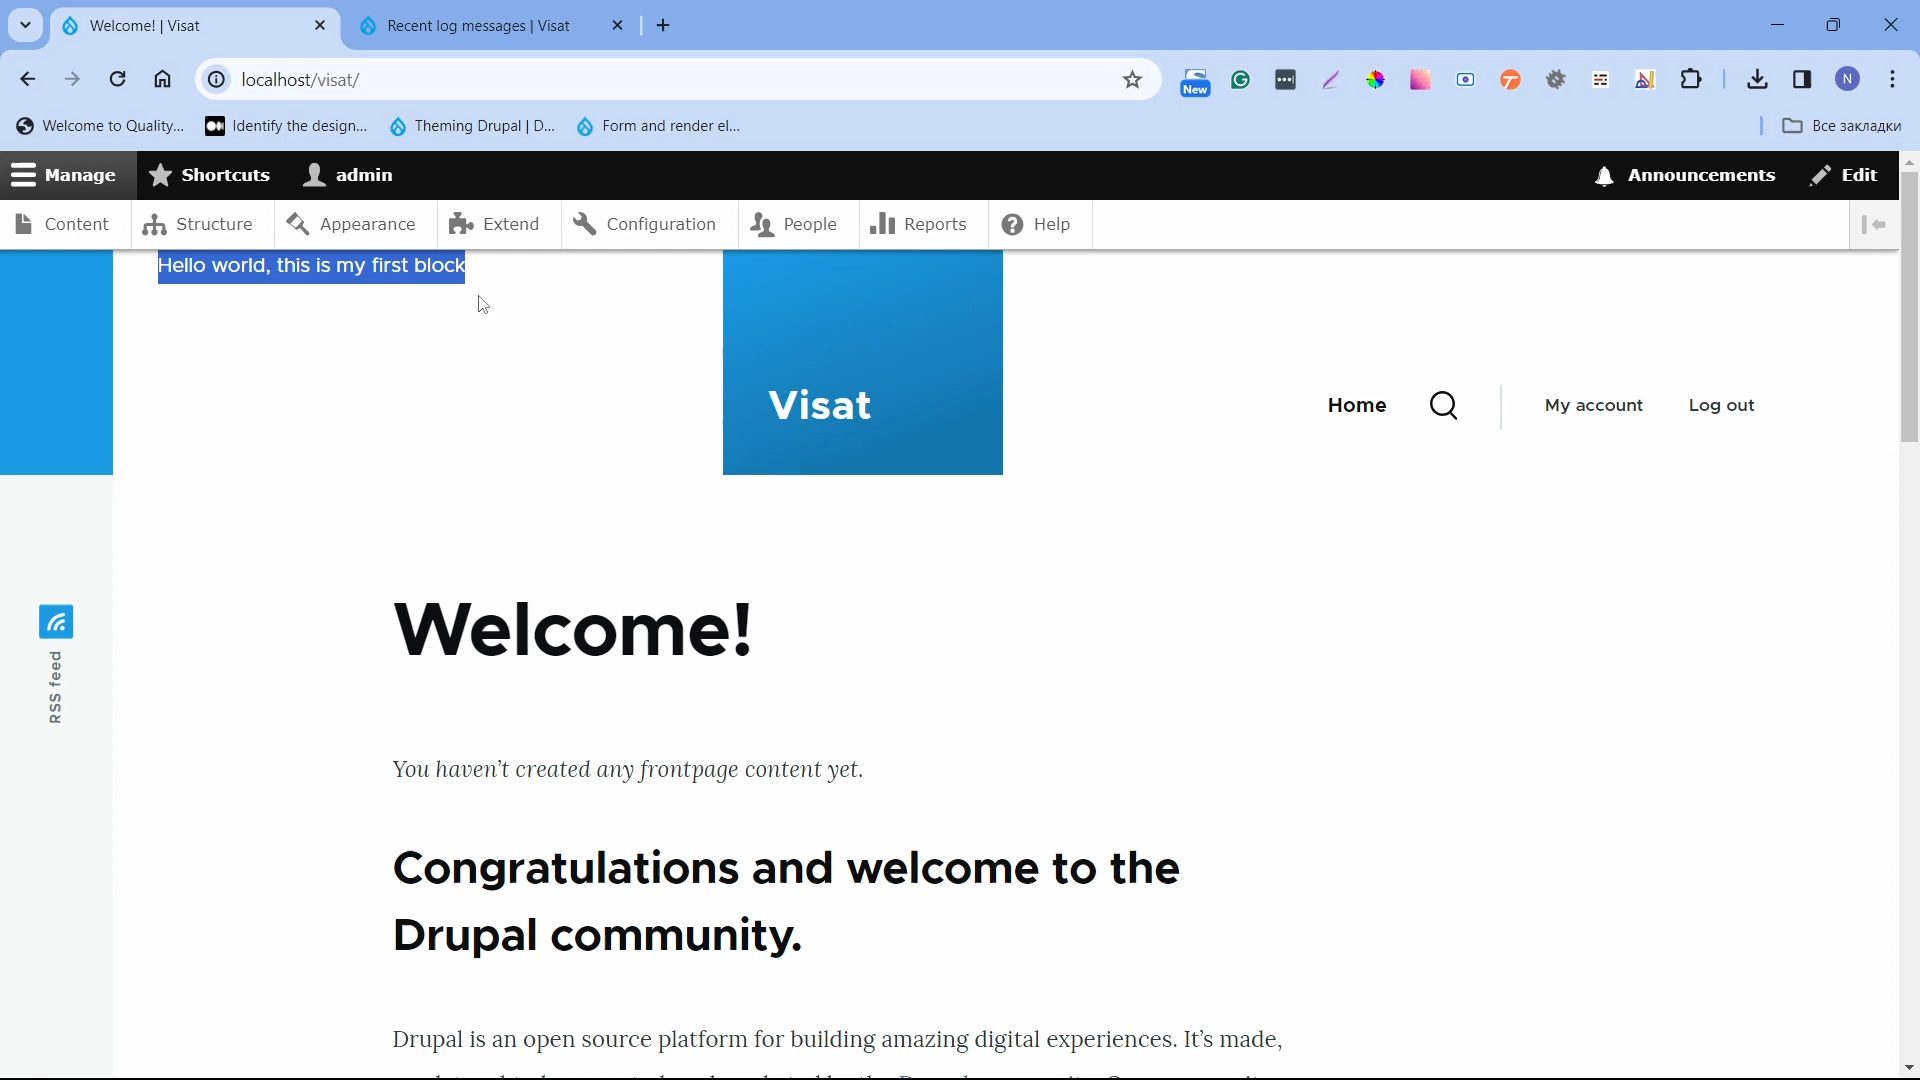 Welcome! | Visat
Recent log messages | Visat
localhost/visat/
New
N
Welcome to Quality...
Identify the design...
Theming Drupal | D...
Form and render el...
Все закладки
Manage
Shortcuts
admin
Announcements
Edit
Content
Structure
Appearance
Extend
Configuration
People
Reports
Help
Hello world, this is my first block
Visat
Home
My account
Log out
RSS feed
Welcome!
You haven’t created any frontpage content yet.
Congratulations and welcome to the
Drupal community.
Drupal is an open source platform for building amazing digital experiences. It’s made,